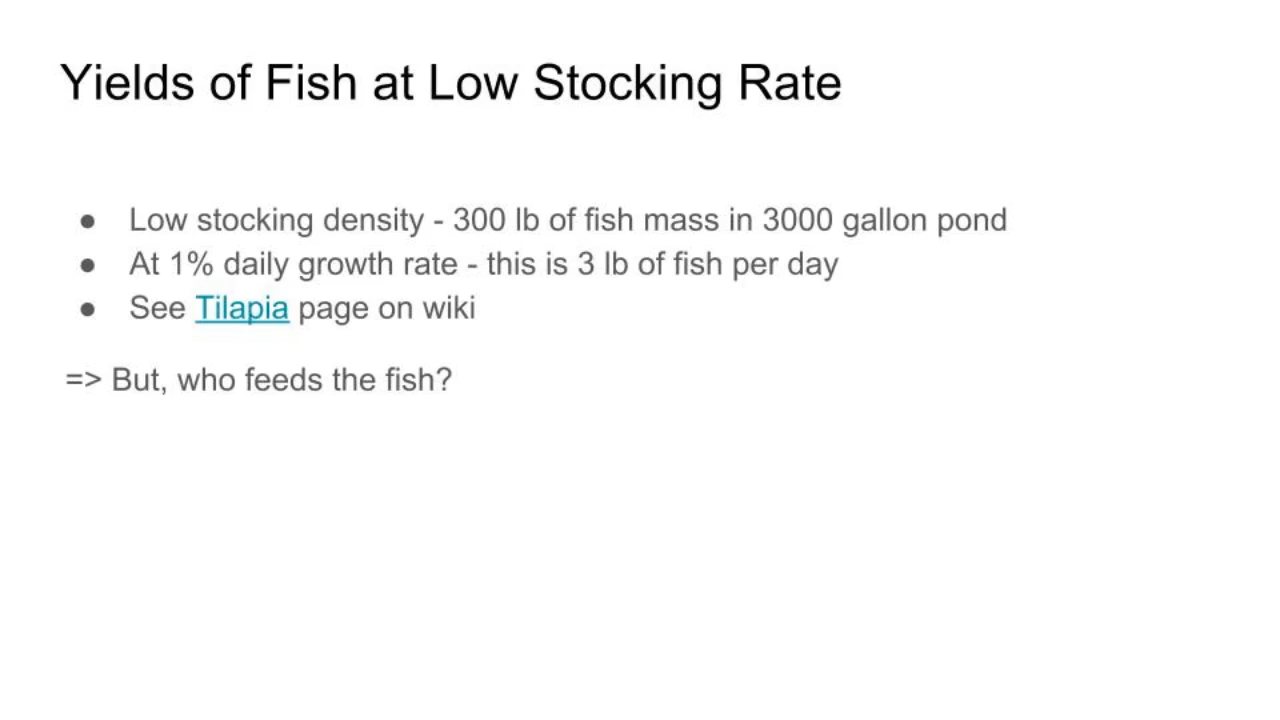 Yields of Fish at Low Stocking Rate
● Low stocking density - 300 lb of fish mass in 3000 gallon pond
● At 1% daily growth rate - this is 3 lb of fish per day
● See Tilapia page on wiki
=> But, who feeds the fish?